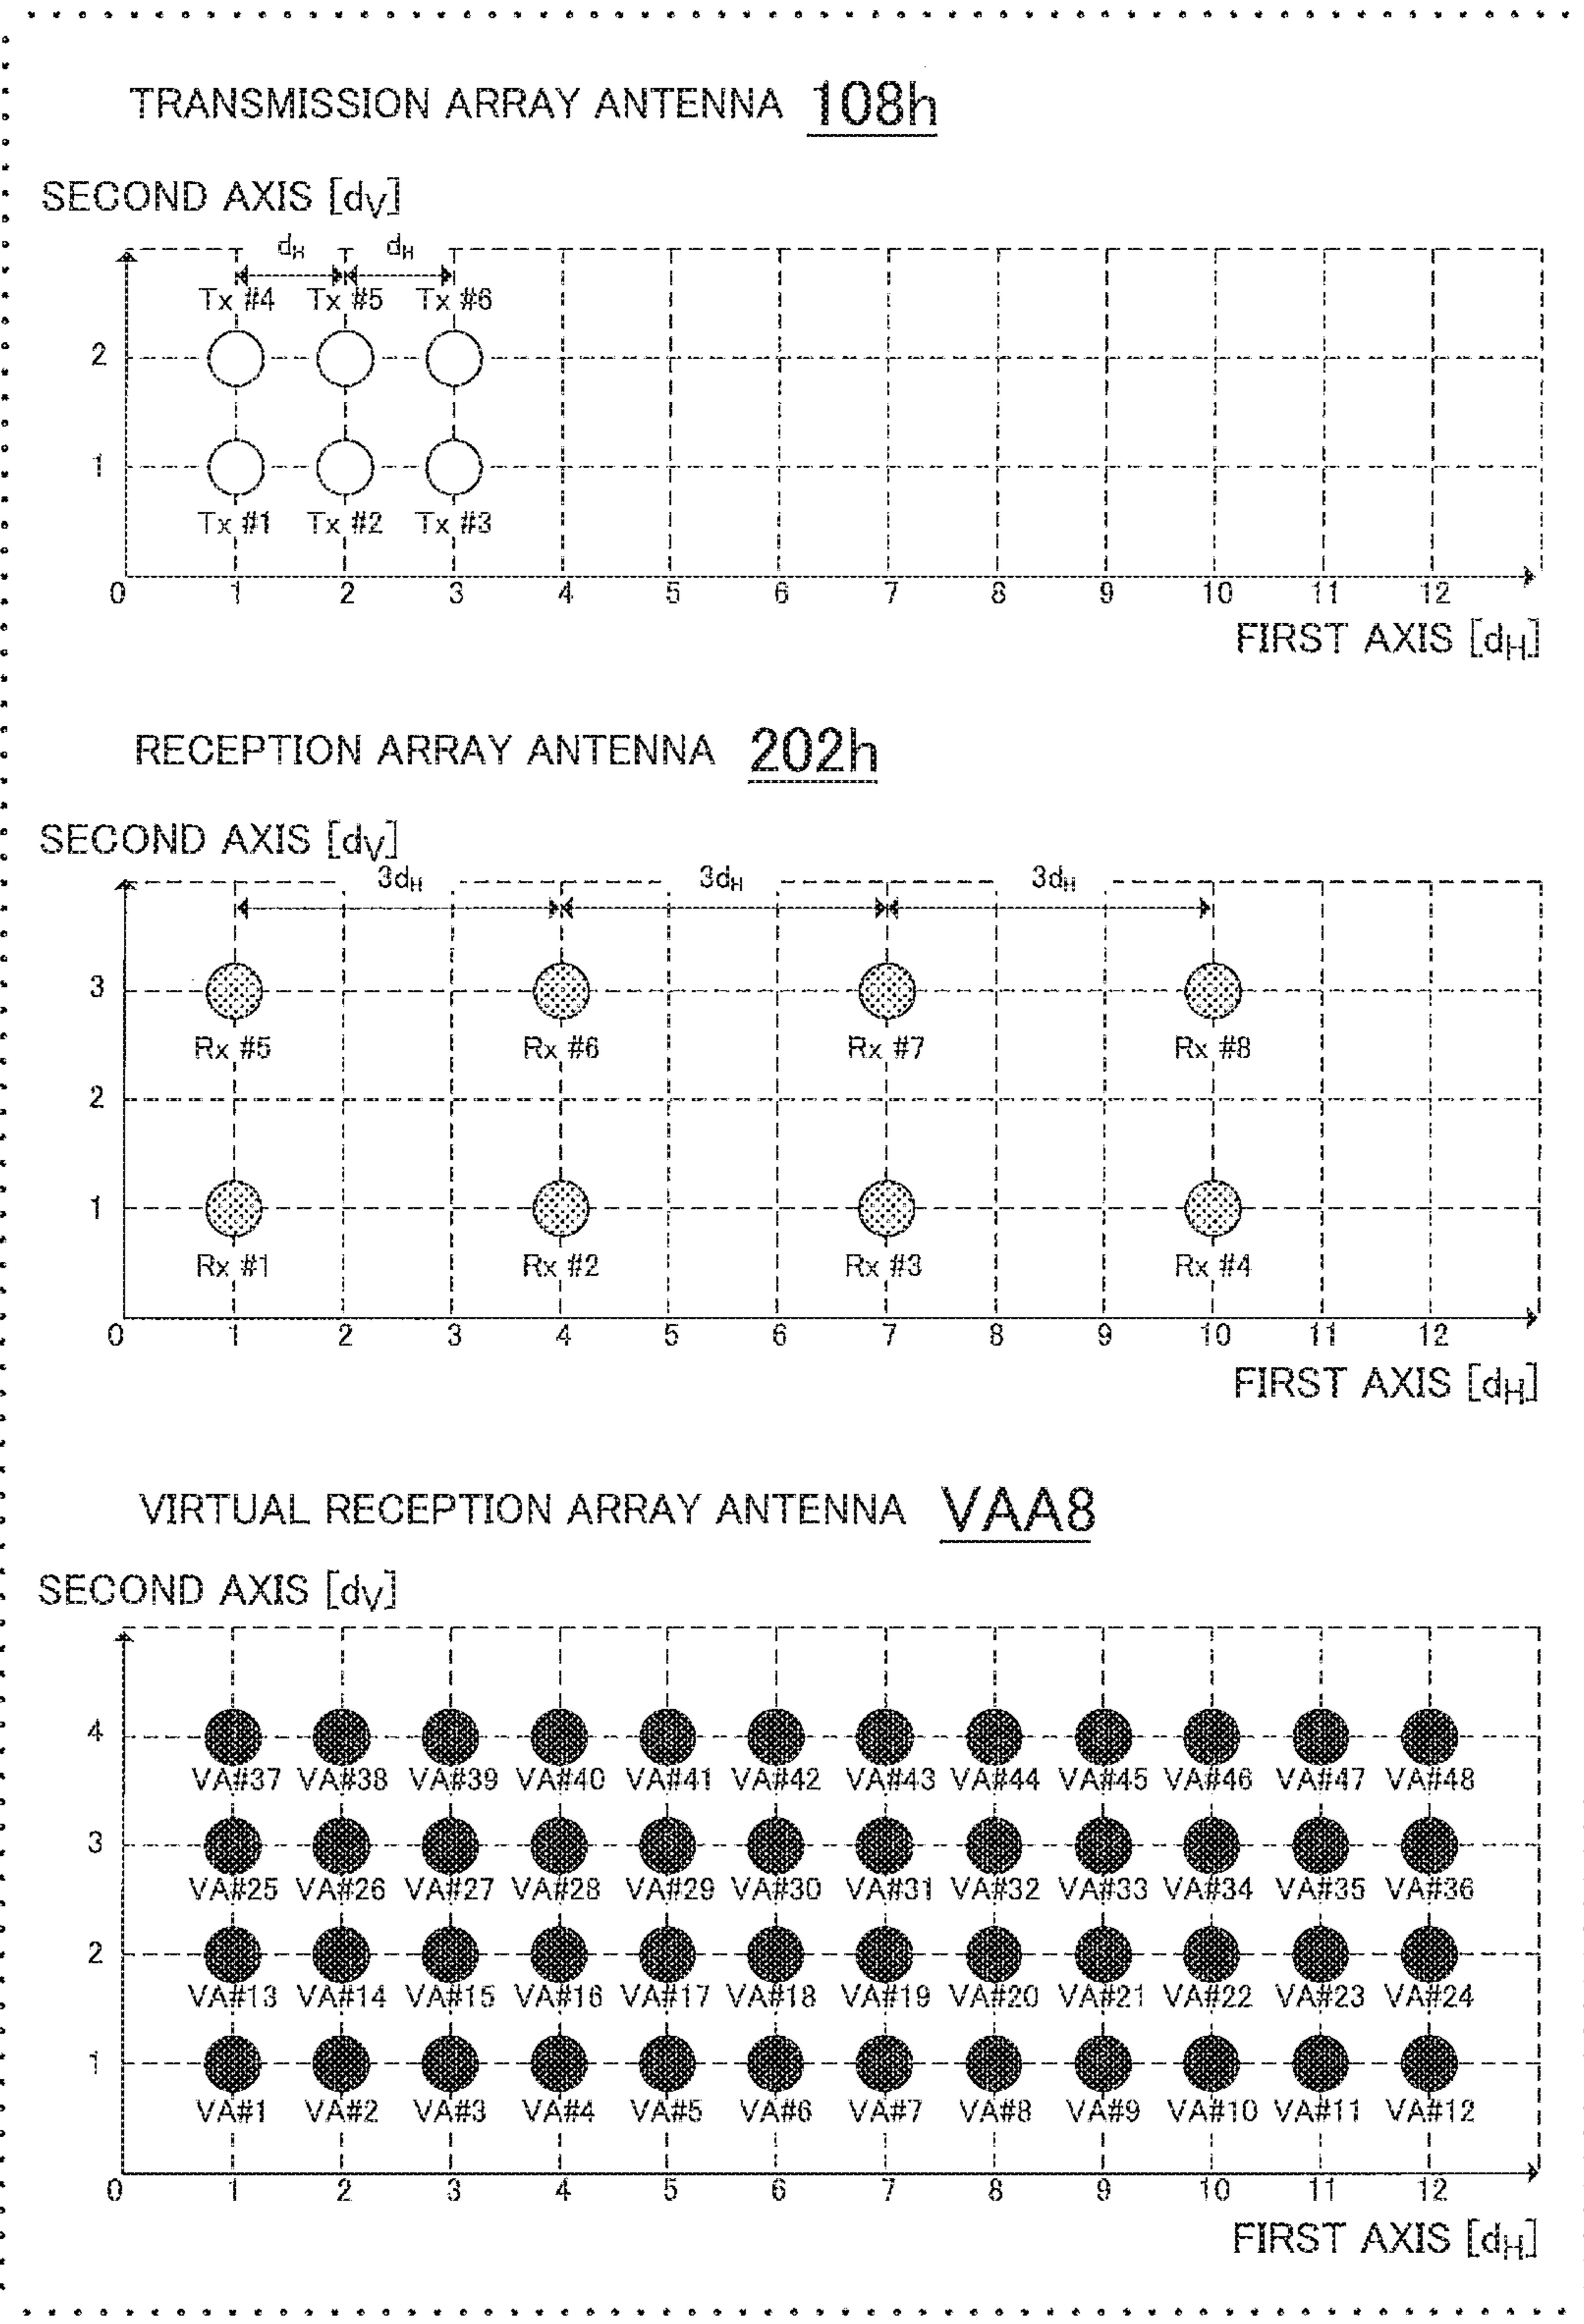 TRANSMISSION ARRAY ANTENNA 108h
SECOND AXIS [dV]
dH dH
Tx #4 Tx #5 Tx #6
2
1
Tx #1 Tx #2 Tx #3
0 1 2 3 4 5 6 7 8 9 10 11 12
FIRST AXIS [dH]
RECEPTION ARRAY ANTENNA 202h
SECOND AXIS [dV]
3dH 3dH 3dH
3
Rx #5 Rx #6 Rx #7 Rx #8
2
1
Rx #1 Rx #2 Rx #3 Rx #4
0 1 2 3 4 5 6 7 8 9 10 11 12
FIRST AXIS [dH]
VIRTUAL RECEPTION ARRAY ANTENNA VAA8
SECOND AXIS [dV]
4
VA#37 VA#38 VA#39 VA#40 VA#41 VA#42 VA#43 VA#44 VA#45 VA#46 VA#47 VA#48
3
VA#25 VA#26 VA#27 VA#28 VA#29 VA#30 VA#31 VA#32 VA#33 VA#34 VA#35 VA#36
2
VA#13 VA#14 VA#15 VA#16 VA#17 VA#18 VA#19 VA#20 VA#21 VA#22 VA#23 VA#24
1
VA#1 VA#2 VA#3 VA#4 VA#5 VA#6 VA#7 VA#8 VA#9 VA#10 VA#11 VA#12
0 1 2 3 4 5 6 7 8 9 10 11 12
FIRST AXIS [dH]